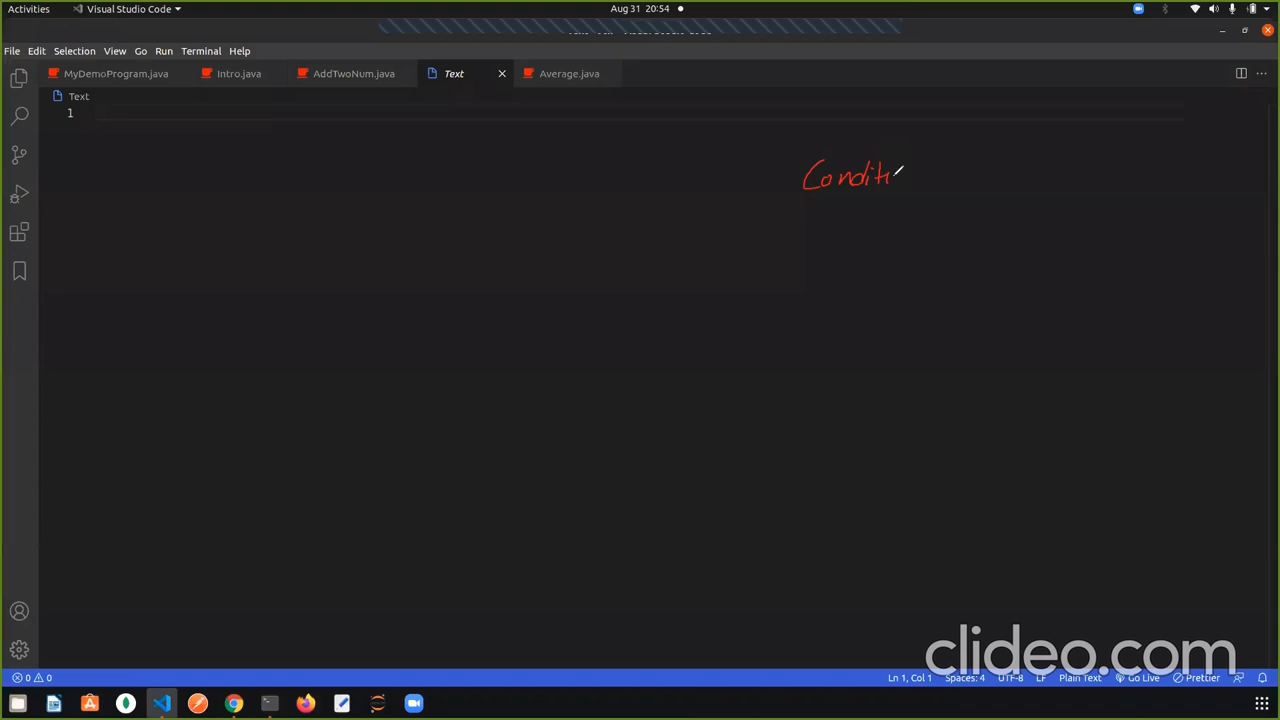 Activities Visual Studio Code Aug 31 20:54
File Edit Selection View Go Run Terminal Help
MyDemoProgram.java Intro.java AddTwoNum.java Text Average.java
Text
1
Conditi
clideo.com
0 0 Ln 1, Col 1 Spaces: 4 UTF-8 LF Plain Text Go Live Prettier